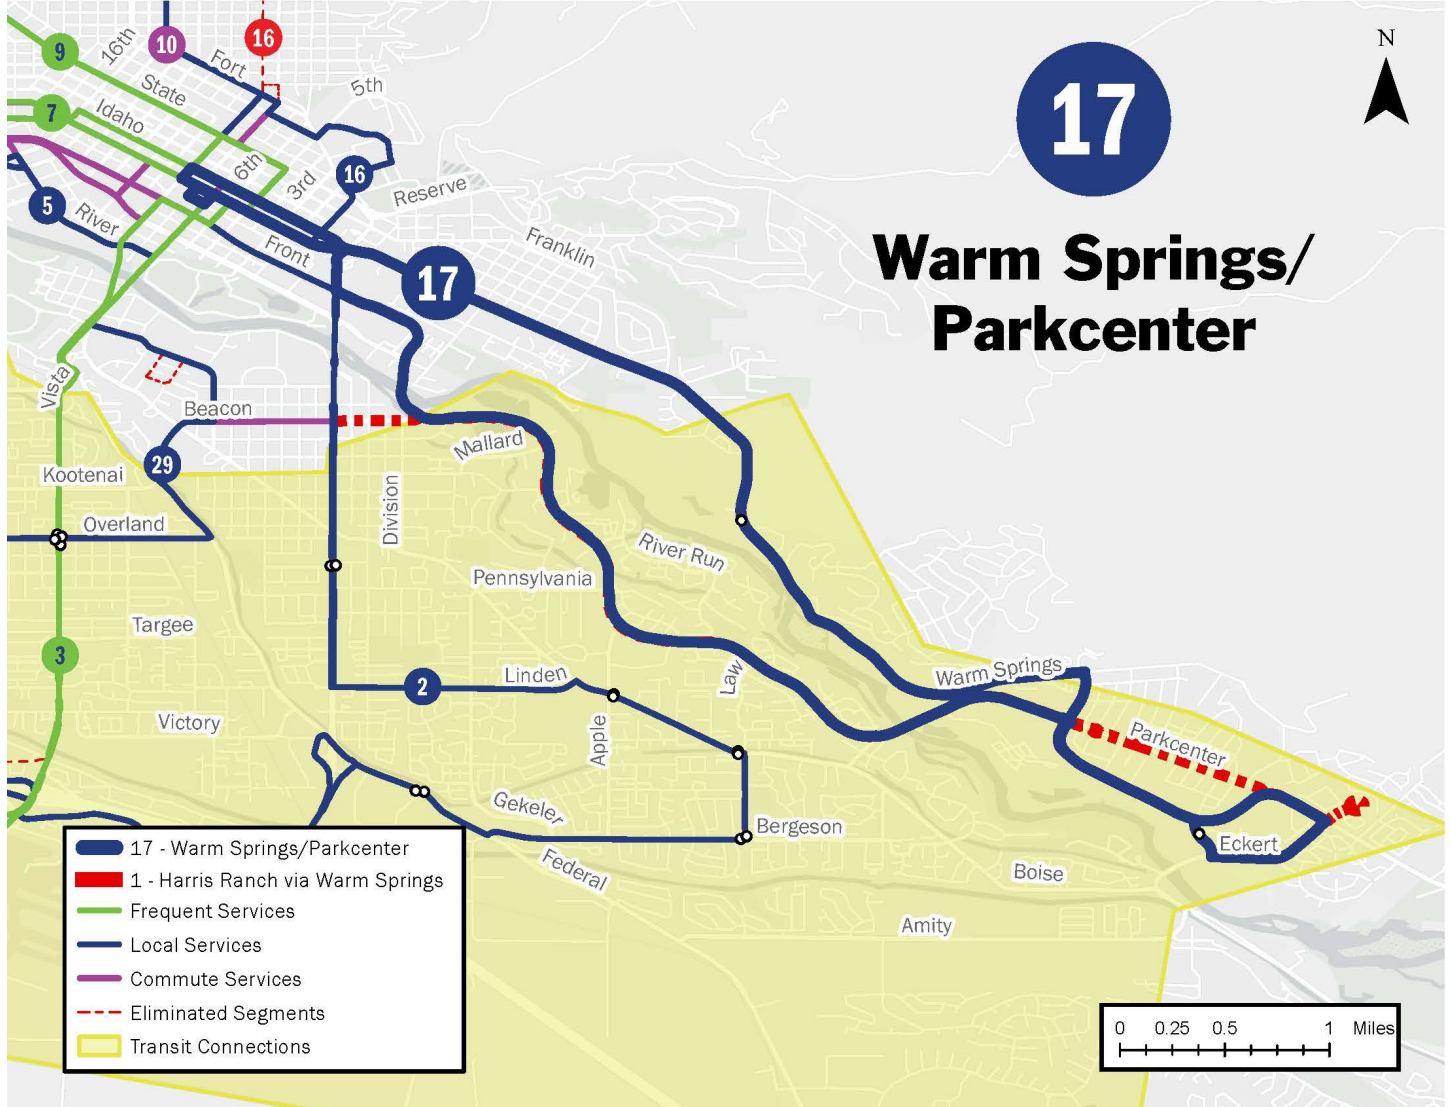 N
17
Warm Springs/
Parkcenter
9
16th
10
16
Fort
State
5th
7
Idaho
6th
3rd
16
Reserve
5
River
Front
Franklin
17
Vista
Beacon
Mallard
29
Kootenai
Overland
Division
River Run
Pennsylvania
Targee
3
Linden
Law
Warm Springs
2
Victory
Apple
Parkcenter
Gekeler
Bergeson
Eckert
Federal
Boise
Amity
17 - Warm Springs/Parkcenter
1 - Harris Ranch via Warm Springs
Frequent Services
Local Services
Commute Services
Eliminated Segments
Transit Connections
0 0.25 0.5 1 Miles